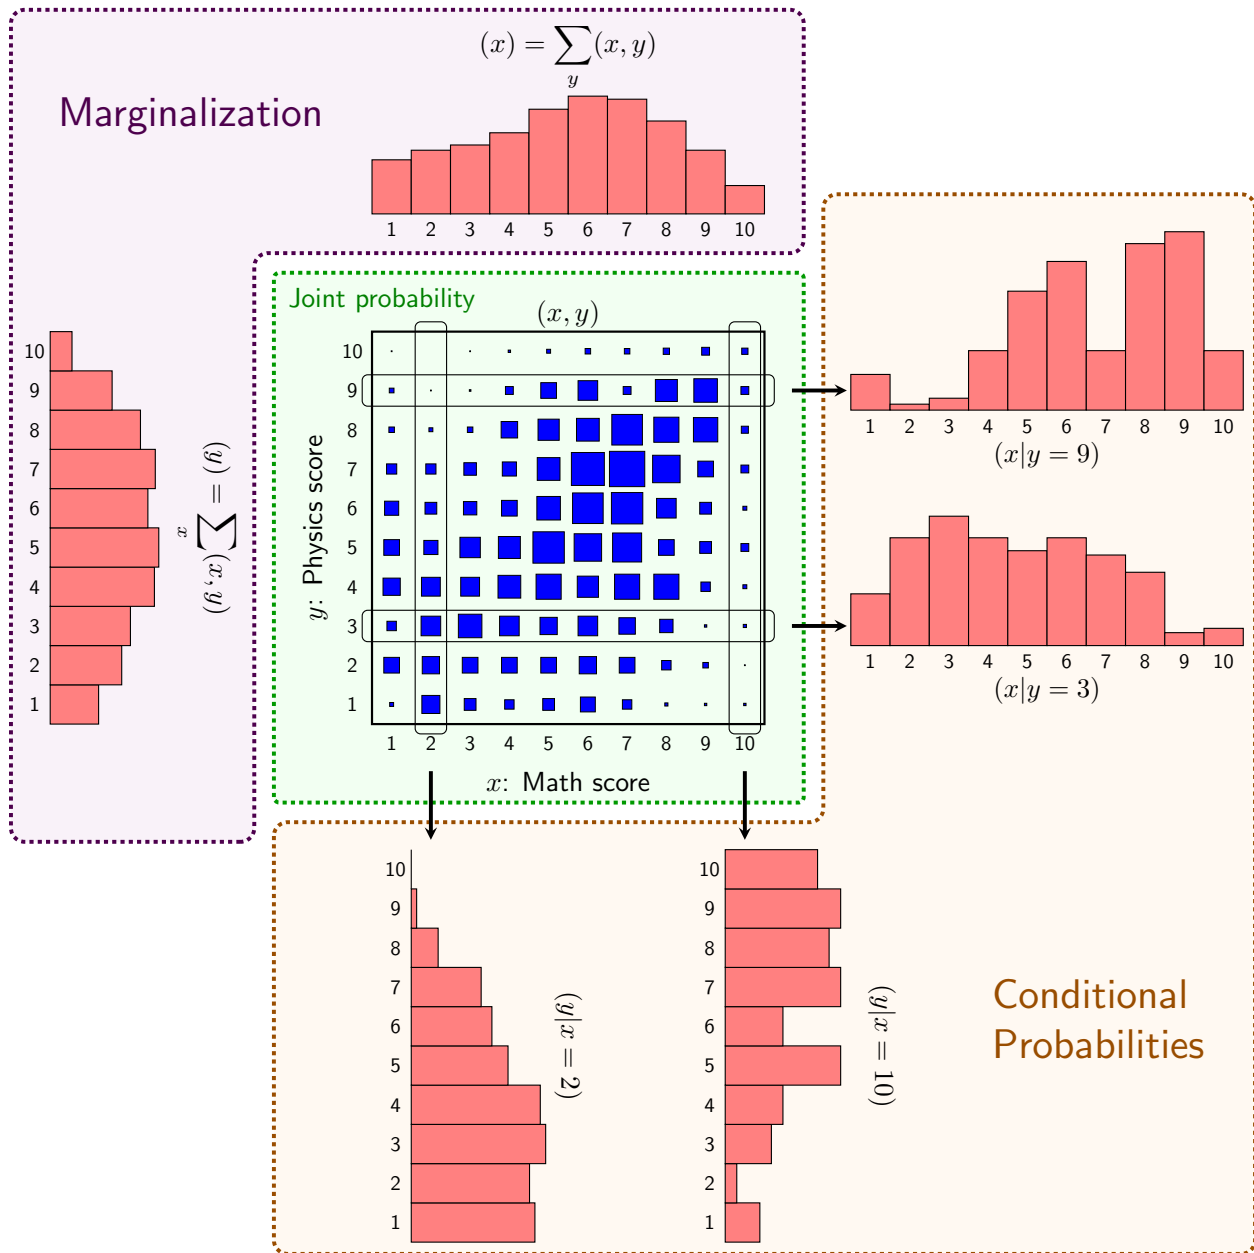 (x) = ∑_y (x, y)
Marginalization
1 2 3 4 5 6 7 8 9 10
Joint probability
(x, y)
10
9
8
7
6
5
4
3
2
1
(y) = ∑_x (x, y)
10
9
8
7
6
5
4
3
2
1
y: Physics score
1 2 3 4 5 6 7 8 9 10
x: Math score
1 2 3 4 5 6 7 8 9 10
(x|y = 9)
1 2 3 4 5 6 7 8 9 10
(x|y = 3)
10
9
8
7
6
5
4
3
2
1
(y|x = 2)
10
9
8
7
6
5
4
3
2
1
(y|x = 10)
Conditional
Probabilities